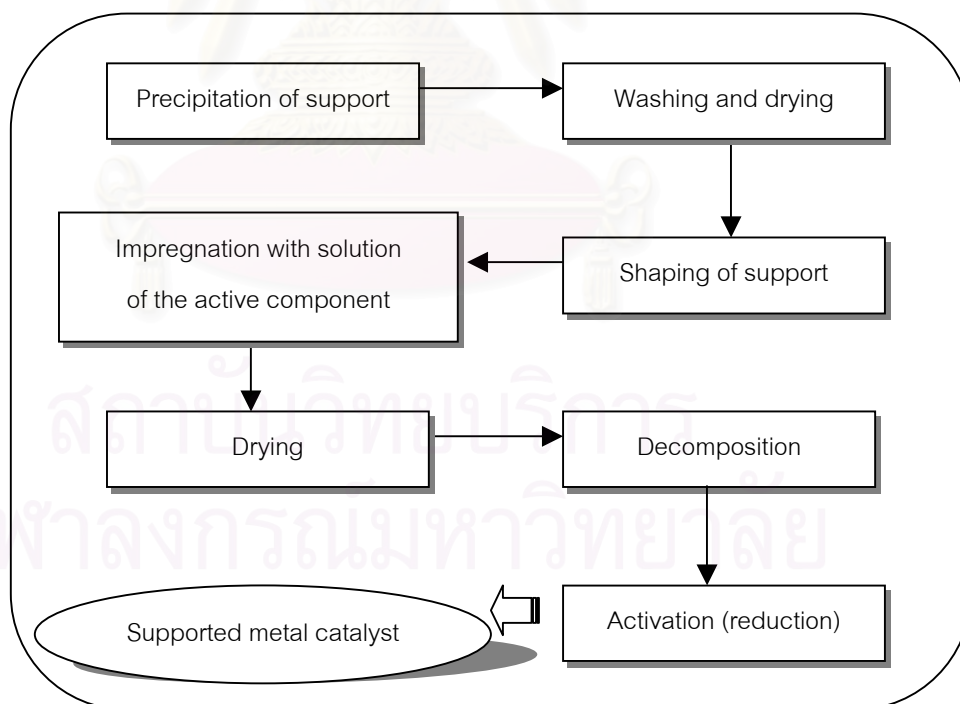 Precipitation of support
Washing and drying
Shaping of support
Impregnation with solution
of the active component
Drying
Decomposition
Activation (reduction)
Supported metal catalyst
สถาบันวิทยบริการ
จุฬาลงกรณ์มหาวิทยาลัย